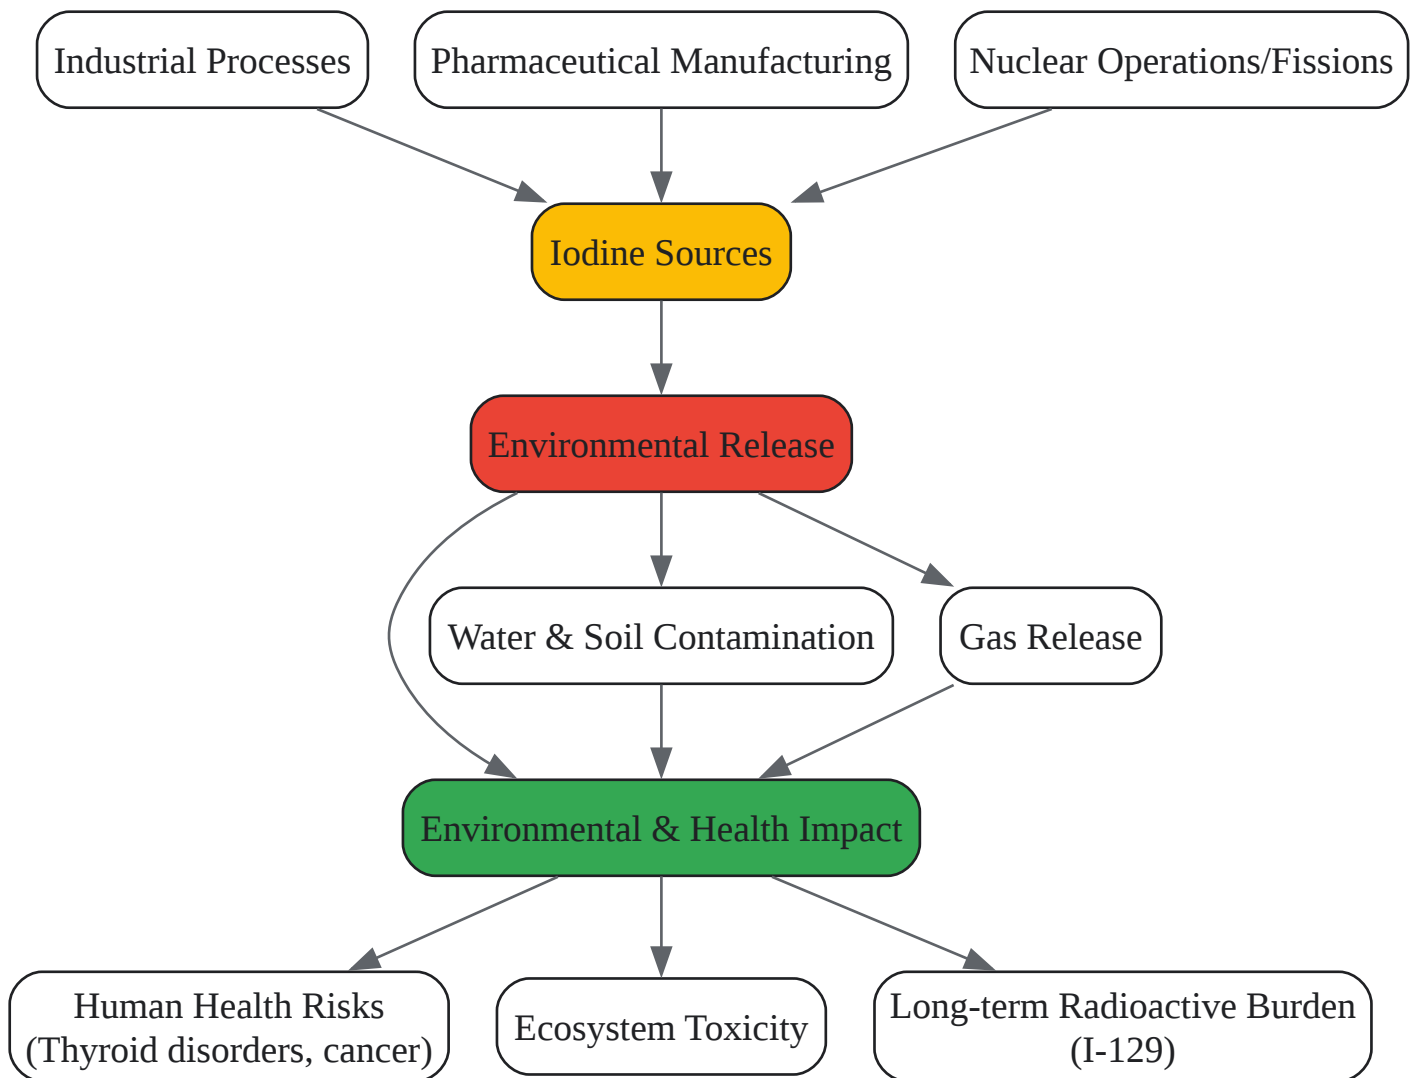 Industrial Processes
Pharmaceutical Manufacturing
Nuclear Operations/Fissions
Iodine Sources
Environmental Release
Water & Soil Contamination
Gas Release
Environmental & Health Impact
Human Health Risks
(Thyroid disorders, cancer)
Ecosystem Toxicity
Long-term Radioactive Burden
(I-129)